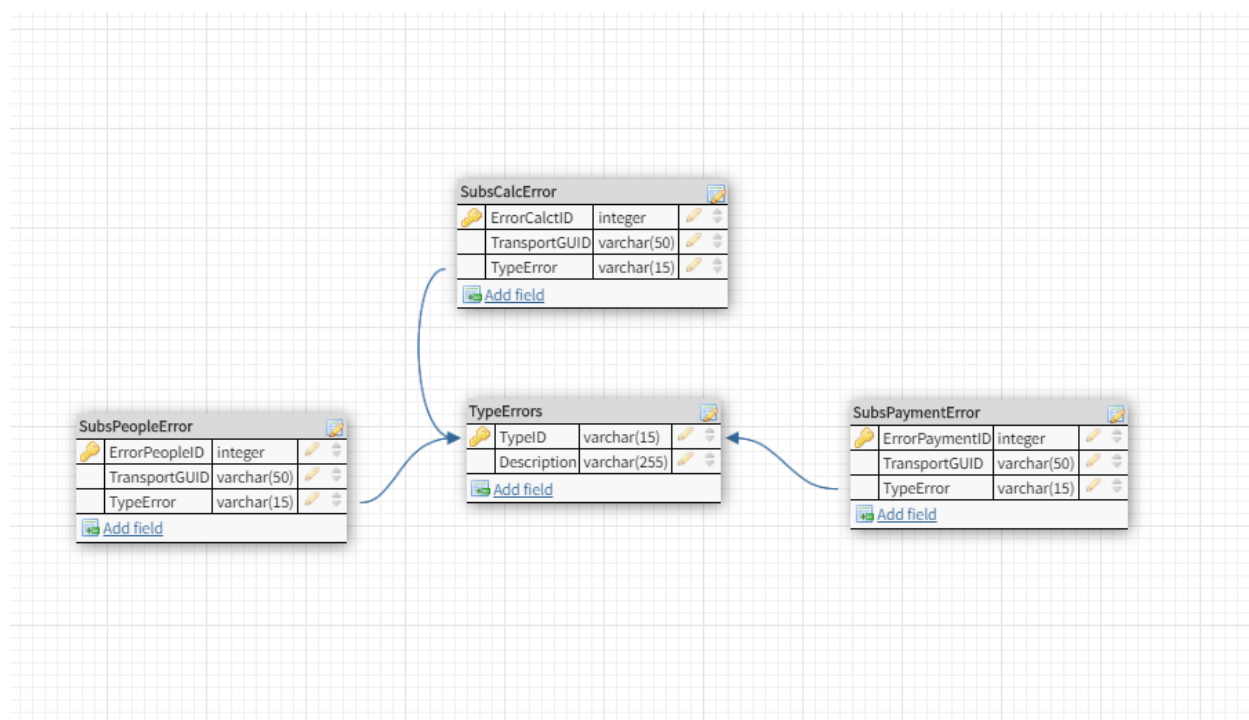 SubsCalcError
ErrorCalctID integer
TransportGUID varchar(50)
TypeError varchar(15)
Add field
SubsPeopleError
ErrorPeopleID integer
TransportGUID varchar(50)
TypeError varchar(15)
Add field
TypeErrors
TypeID varchar(15)
Description varchar(255)
Add field
SubsPaymentError
ErrorPaymentID integer
TransportGUID varchar(50)
TypeError varchar(15)
Add field